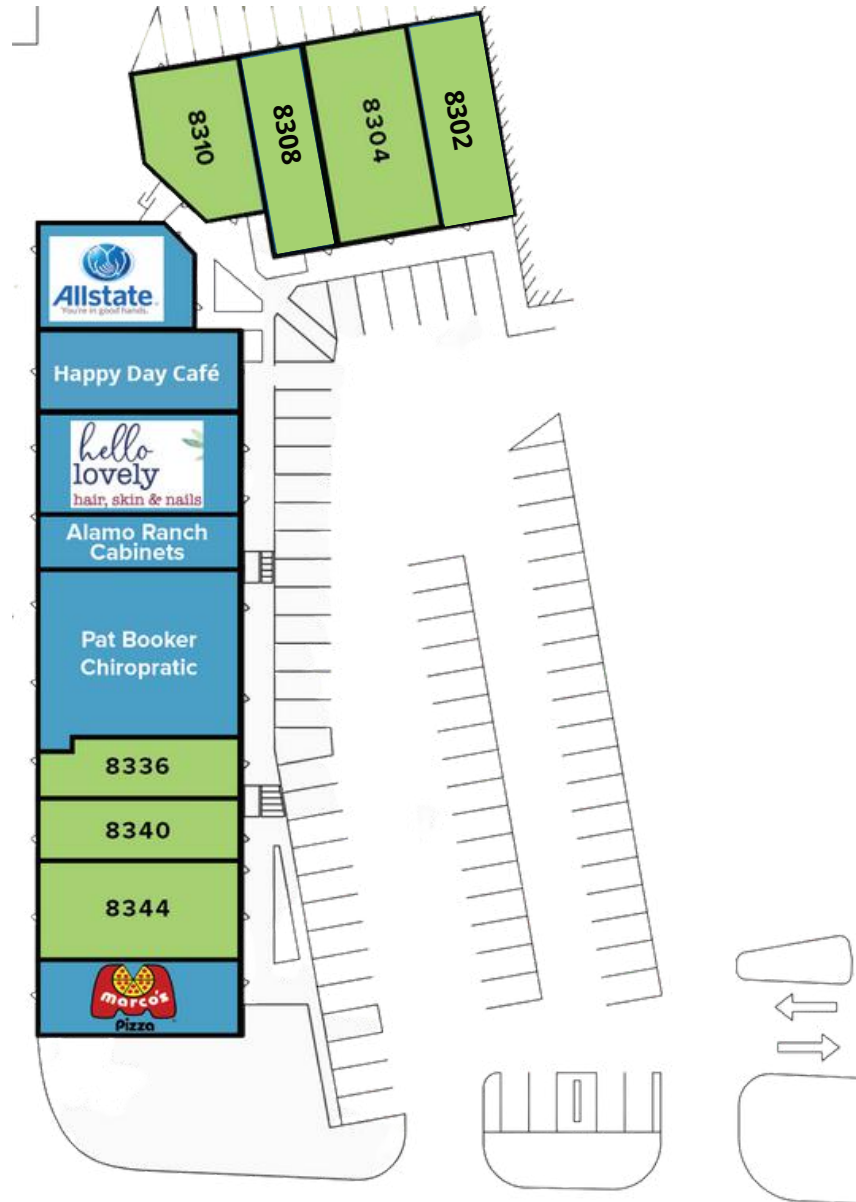 8310
8308
8304
8302
Allstate.
You're in good hands.
Happy Day Café
hello
lovely
hair, skin & nails
Alamo Ranch
Cabinets
Pat Booker
Chiropratic
8336
8340
8344
marco's
Pizza